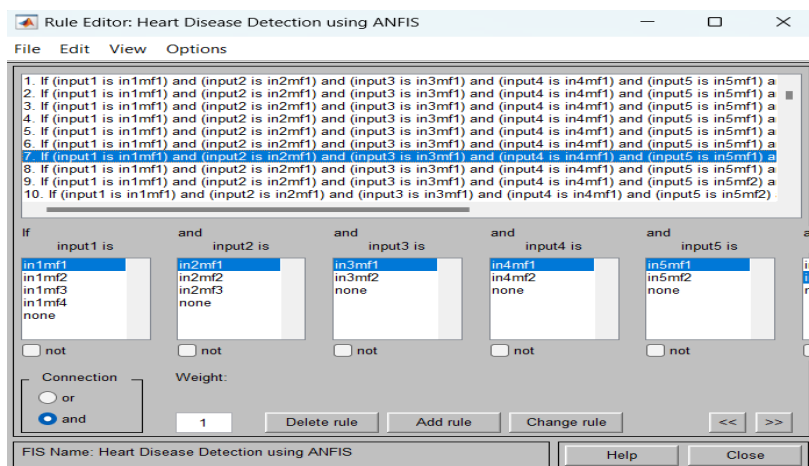 Rule Editor: Heart Disease Detection using ANFIS
File Edit View Options
1. If (input1 is in1mf1) and (input2 is in2mf1) and (input3 is in3mf1) and (input4 is in4mf1) and (input5 is in5mf1) a
2. If (input1 is in1mf1) and (input2 is in2mf1) and (input3 is in3mf1) and (input4 is in4mf1) and (input5 is in5mf1) a
3. If (input1 is in1mf1) and (input2 is in2mf1) and (input3 is in3mf1) and (input4 is in4mf1) and (input5 is in5mf1) a
4. If (input1 is in1mf1) and (input2 is in2mf1) and (input3 is in3mf1) and (input4 is in4mf1) and (input5 is in5mf1) a
5. If (input1 is in1mf1) and (input2 is in2mf1) and (input3 is in3mf1) and (input4 is in4mf1) and (input5 is in5mf1) a
6. If (input1 is in1mf1) and (input2 is in2mf1) and (input3 is in3mf1) and (input4 is in4mf1) and (input5 is in5mf1) a
7. If (input1 is in1mf1) and (input2 is in2mf1) and (input3 is in3mf1) and (input4 is in4mf1) and (input5 is in5mf1) a
8. If (input1 is in1mf1) and (input2 is in2mf1) and (input3 is in3mf1) and (input4 is in4mf1) and (input5 is in5mf1) a
9. If (input1 is in1mf1) and (input2 is in2mf1) and (input3 is in3mf1) and (input4 is in4mf1) and (input5 is in5mf2) a
10. If (input1 is in1mf1) and (input2 is in2mf1) and (input3 is in3mf1) and (input4 is in4mf1) and (input5 is in5mf2)
If and and and and a
input1 is input2 is input3 is input4 is input5 is
in1mf1 in2mf1 in3mf1 in4mf1 in5mf1
in1mf2 in2mf2 in3mf2 in4mf2 in5mf2
in1mf3 in2mf3 none none none
in1mf4 none
none
not not not not not
Connection Weight:
or
and 1 Delete rule Add rule Change rule << >>
FIS Name: Heart Disease Detection using ANFIS Help Close